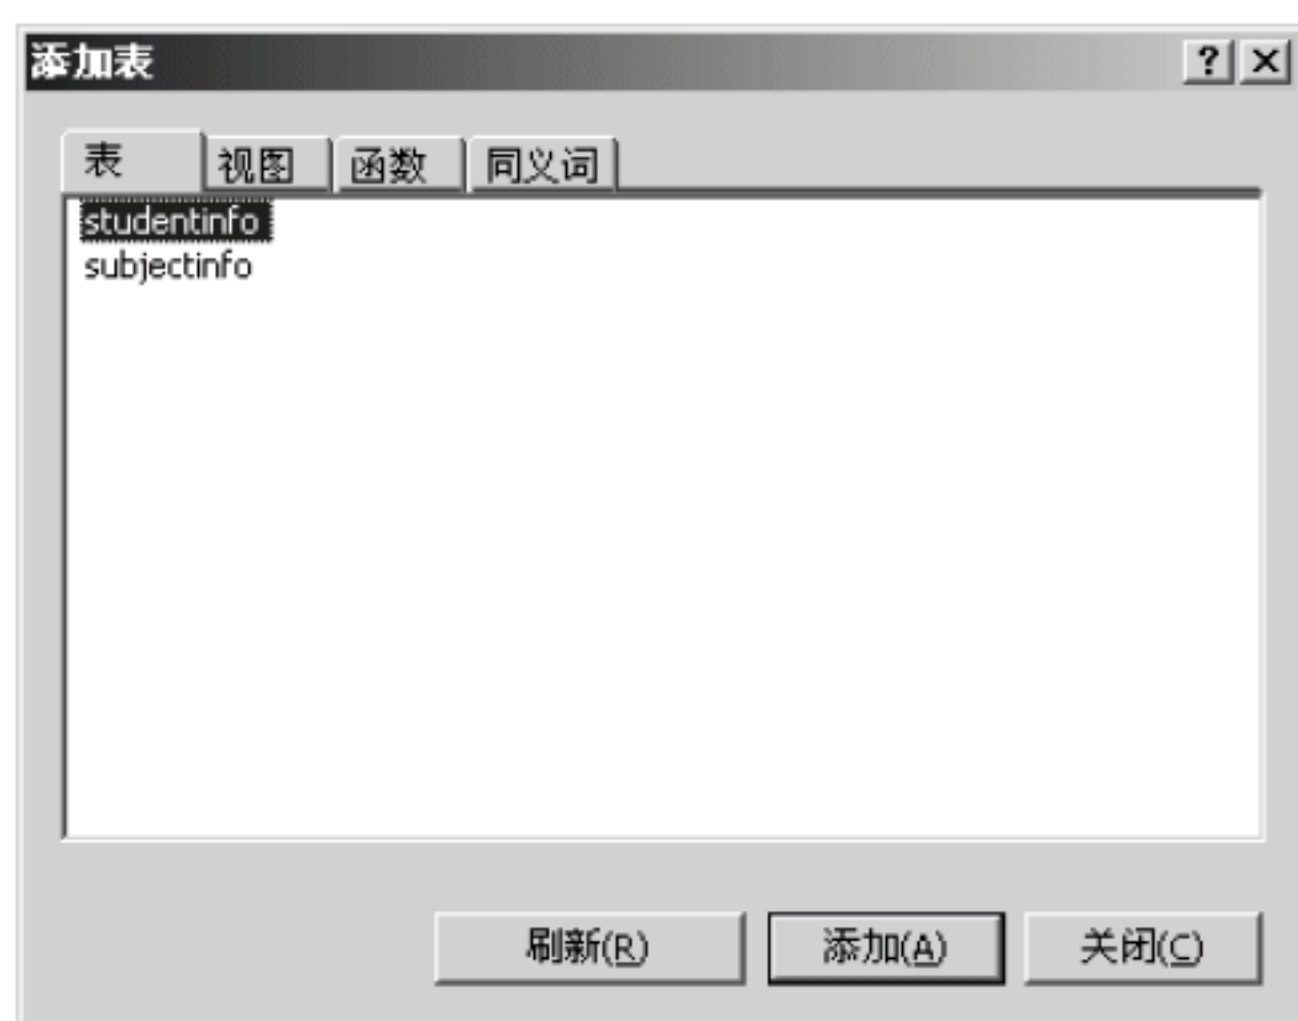 添加表
表 视图 函数 同义词
studentinfo
subjectinfo
刷新(R) 添加(A) 关闭(C)